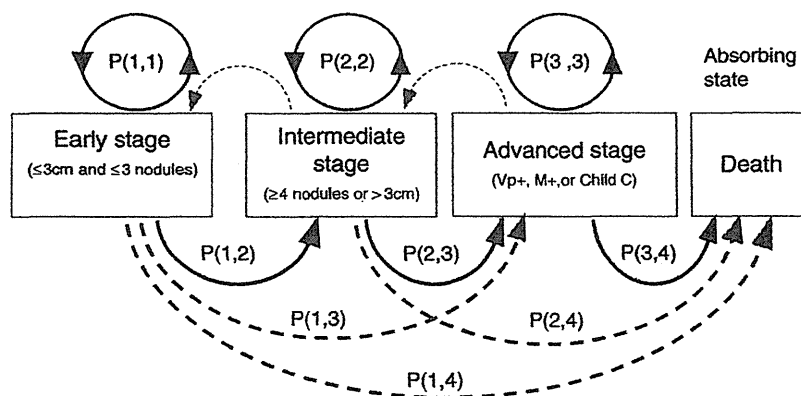 P(1,1)
P(2,2)
P(3 ,3)
Absorbing
state
Early stage
(≤3cm and ≤3 nodules)
Intermediate
stage
(≥4 nodules or >3cm)
Advanced stage
(Vp+, M+,or Child C)
Death
P(1,2)
P(2,3)
P(3,4)
P(1,3)
P(2,4)
P(1,4)